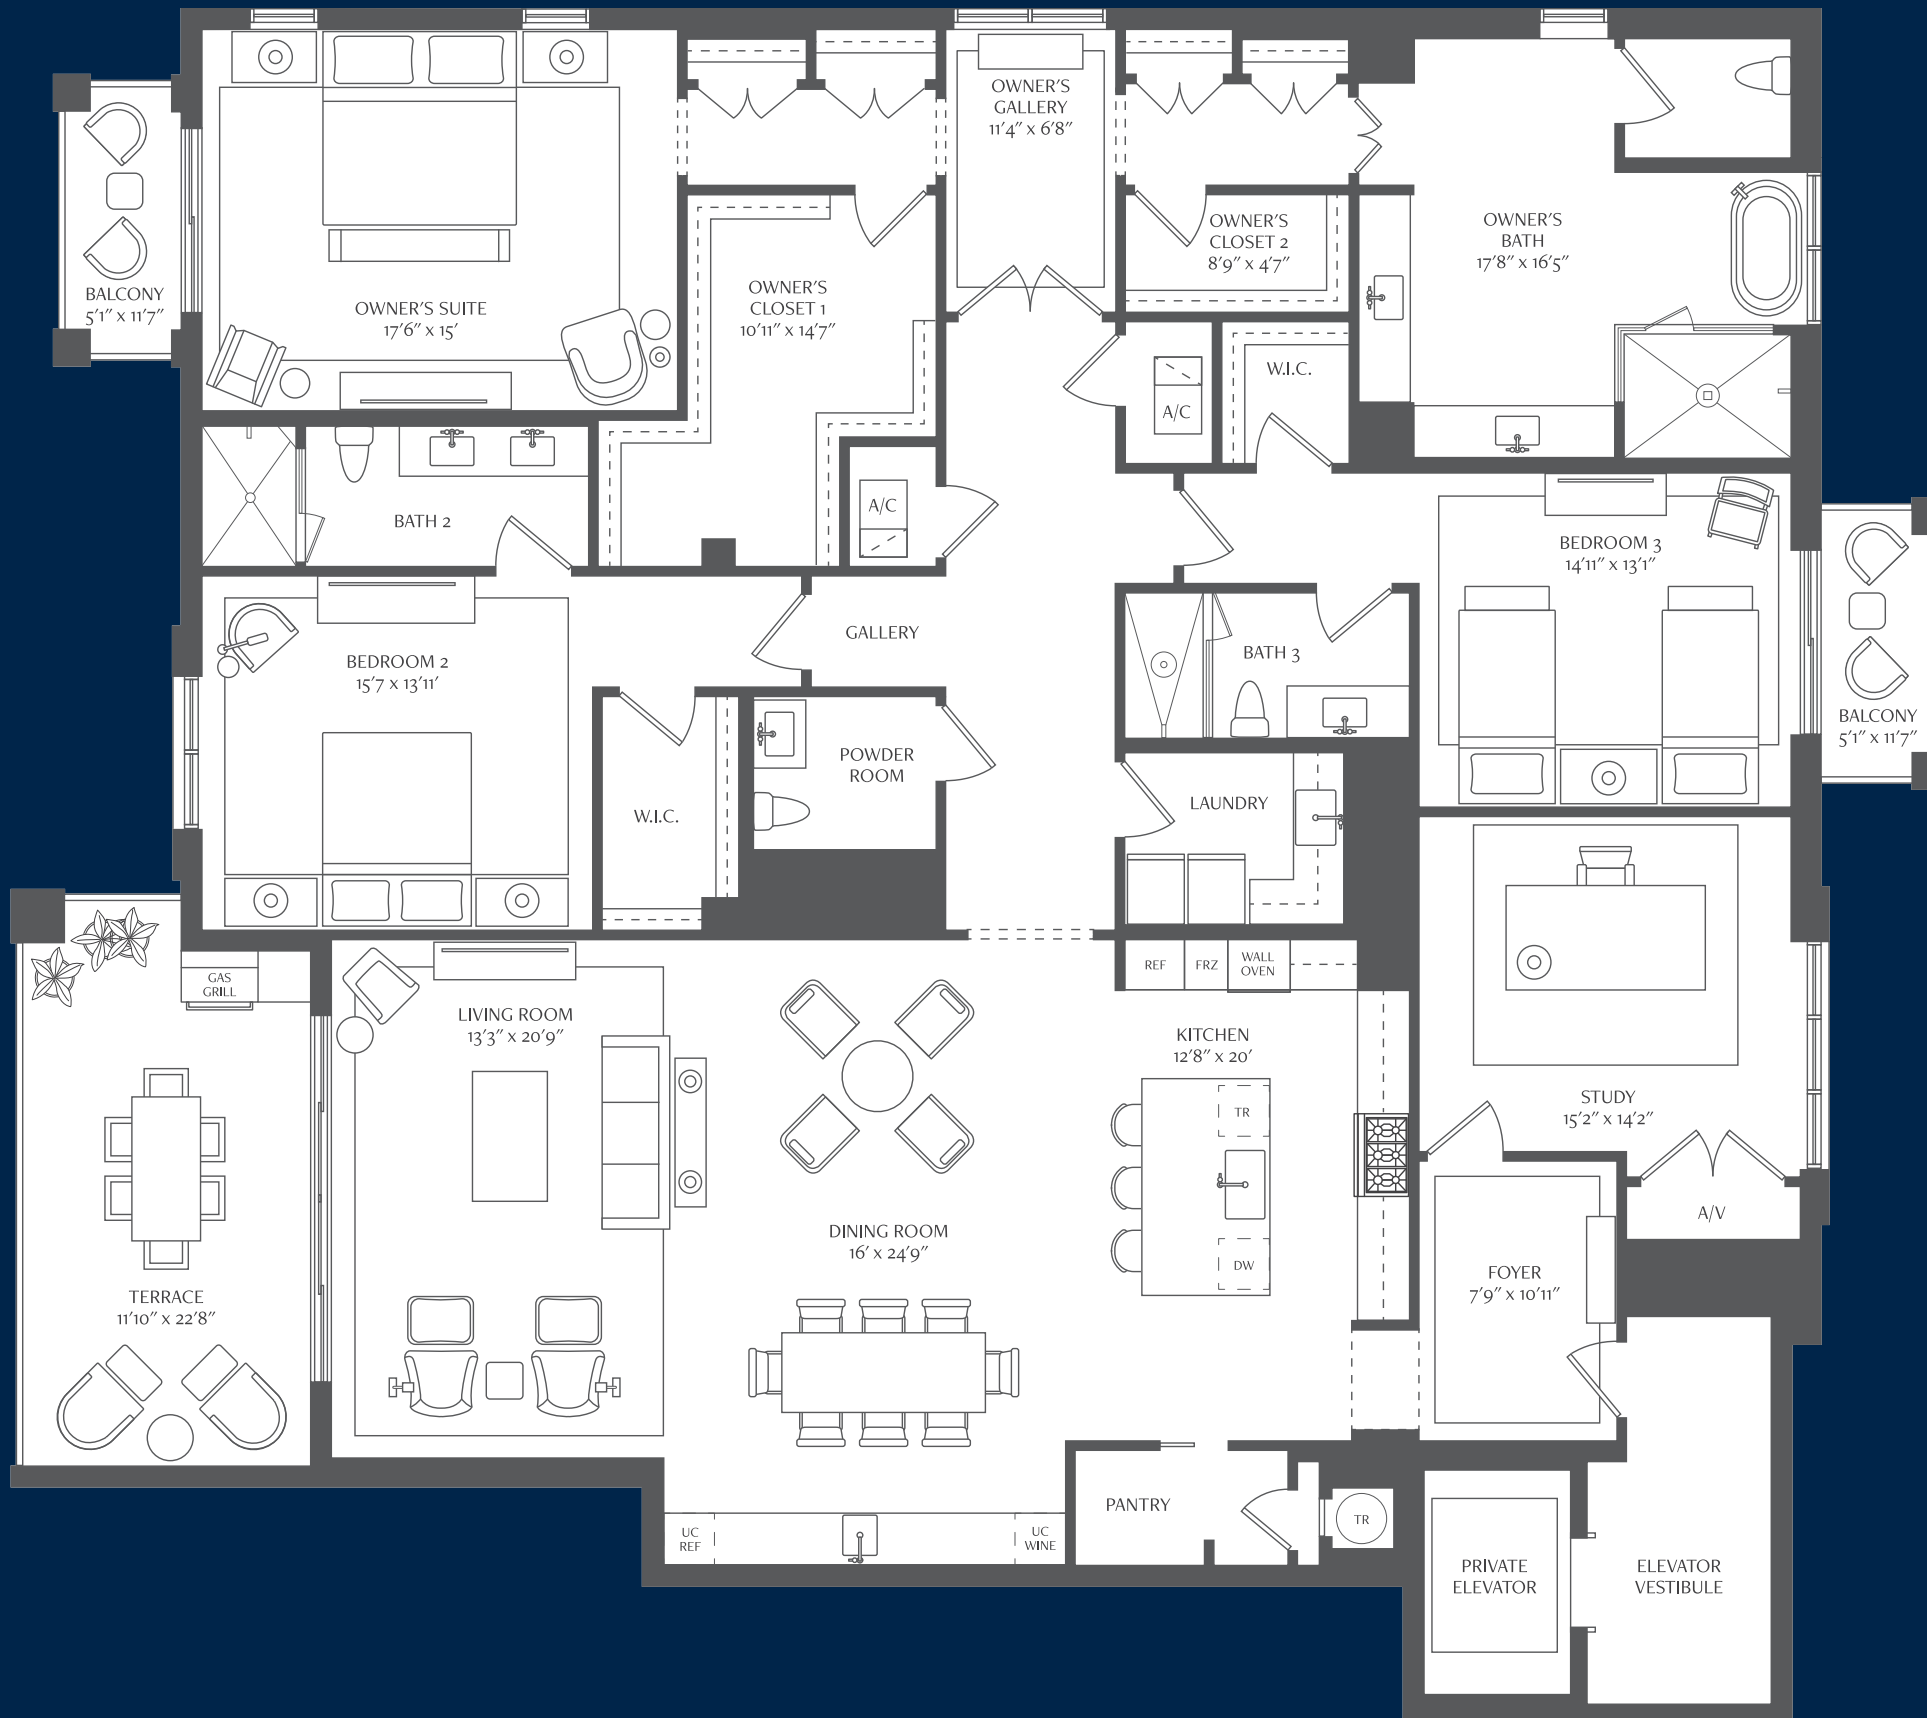 OWNER'S
GALLERY
11'4" x 6'8"
BALCONY
5'1" x 11'7"
OWNER'S SUITE
17'6" x 15'
OWNER'S
CLOSET 1
10'11" x 14'7"
OWNER'S
CLOSET 2
8'9" x 4'7"
OWNER'S
BATH
17'8" x 16'5"
W.I.C.
A/C
A/C
BATH 2
BEDROOM 3
14'11" x 13'1"
GALLERY
BATH 3
BEDROOM 2
15'7 x 13'11'
BALCONY
5'1" x 11'7"
POWDER
ROOM
W.I.C.
LAUNDRY
GAS
GRILL
REF
FRZ
WALL
OVEN
LIVING ROOM
13'3" x 20'9"
KITCHEN
12'8" x 20'
TR
STUDY
15'2" x 14'2"
DINING ROOM
16' x 24'9"
A/V
DW
FOYER
7'9" x 10'11"
TERRACE
11'10" x 22'8"
PANTRY
UC
REF
UC
WINE
TR
PRIVATE
ELEVATOR
ELEVATOR
VESTIBULE